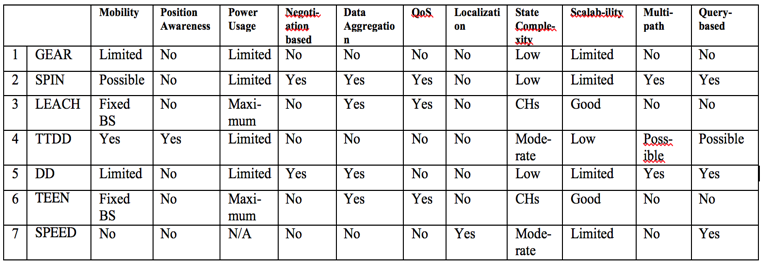 Mobility Position Awareness Power Usage Negoti-ation based Data Aggregatio n QoS Localizati on State Comple-xity Scalab-ility Multi-path Query-based
1 GEAR Limited No Limited No No No No Low Limited No No
2 SPIN Possible No Limited Yes Yes Yes No Low Limited Yes Yes
3 LEACH Fixed BS No Maxi-mum No Yes Yes No CHs Good No No
4 TTDD Yes Yes Limited No No No No Mode-rate Low Poss-ible Possible
5 DD Limited No Limited Yes Yes No No Low Limited Yes Yes
6 TEEN Fixed BS No Maxi-mum No Yes Yes No CHs Good No No
7 SPEED No No N/A No No No Yes Mode-rate Limited No Yes